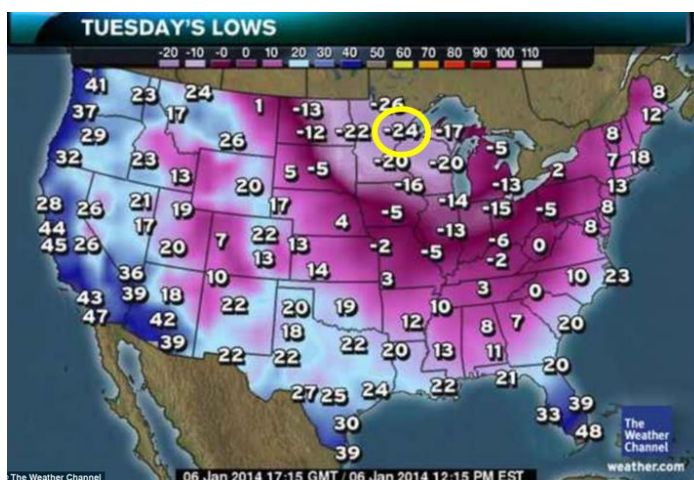 TUESDAY'S LOWS
-20 -10 -0 0 10 20 30 40 50 60 70 80 90 100 110
41 23 24 1 -13 -26 8
37 17 -12 -22 -24 -17 12
29 26 -5 8
32 23 13 5 -5 -20 -20 2 7 18
20 -16 -13 13
28 26 21 19 17 -14 -15 -5 8
44 17 7 22 4 -5 -13 8
45 26 20 13 13 -2 -5 -6 0
-2
36 10 14 3 10 23
43 39 18 22 20 19 10 3 0
47 42 18 12 8 7 20
39 22 22 22 20 13 11
27 25 24 22 21 20
30 33 39
39 48
The
Weather
Channel
weather.com
© The Weather Channel
06 Jan 2014 17:15 GMT / 06 Jan 2014 12:15 PM EST